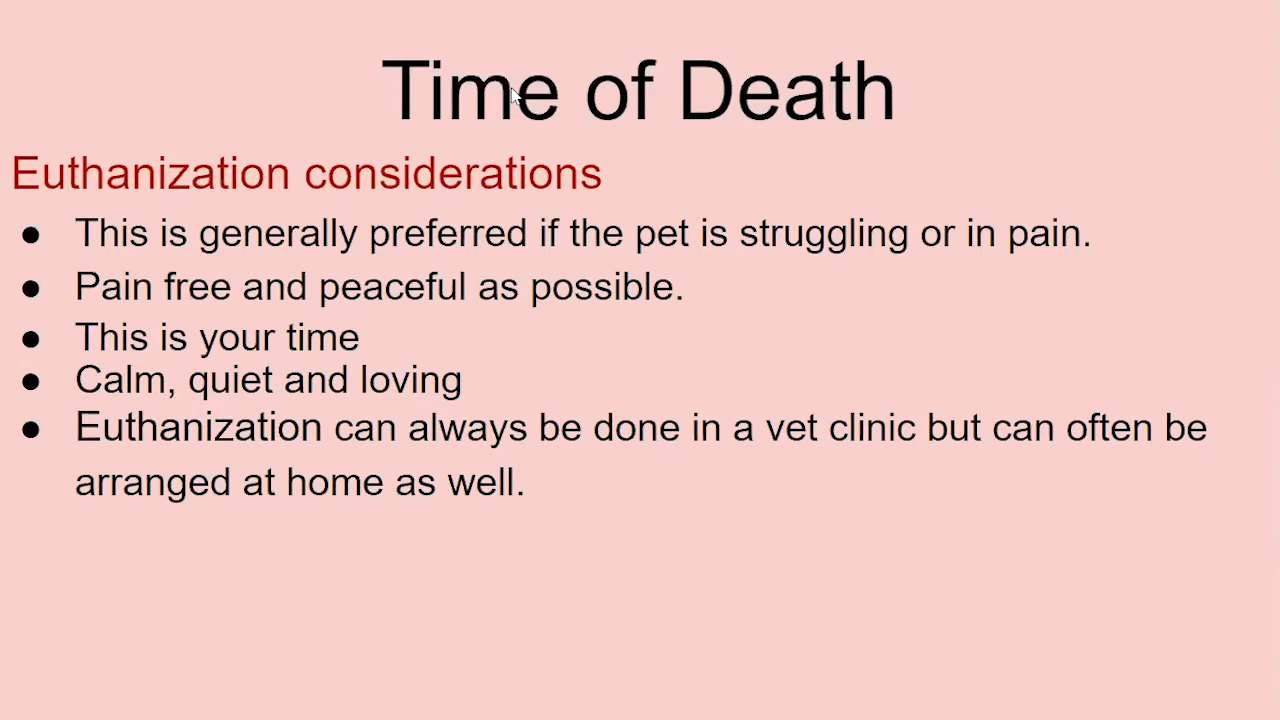 Time of Death
Euthanization considerations
● This is generally preferred if the pet is struggling or in pain.
● Pain free and peaceful as possible.
● This is your time
● Calm, quiet and loving
● Euthanization can always be done in a vet clinic but can often be
arranged at home as well.